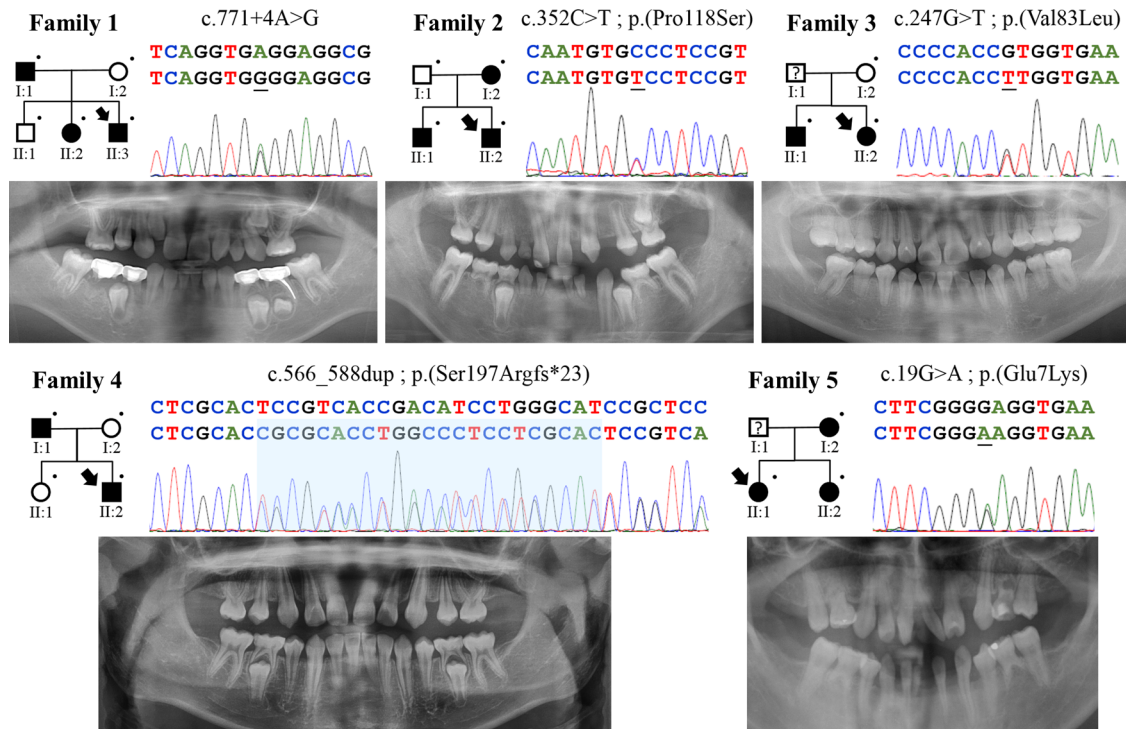 Family 1
c.771+4A>G
TCAGGTGAGGAGGCG
TCAGGTGGGGAGGCG
I:1 I:2
II:1 II:2 II:3
Family 2
c.352C>T ; p.(Pro118Ser)
CAATGTGCCCTCCGT
CAATGTGTCCTCCGT
I:1 I:2
II:1 II:2
Family 3
c.247G>T ; p.(Val83Leu)
CCCCACCGTGGTGAA
CCCCACCTTGGTGAA
?
I:1 I:2
II:1 II:2
Family 4
c.566_588dup ; p.(Ser197Argfs*23)
CTCGCACTCCGTCACCGACATCCTGGGCATCCGCTCC
CTCGCACCGCGCACCTGGCCCTCCTCGCACTCCGTCA
I:1 I:2
II:1 II:2
Family 5
c.19G>A ; p.(Glu7Lys)
CTTCGGGGAGGTGAA
CTTCGGGAAGGTGAA
?
I:1 I:2
II:1 II:2